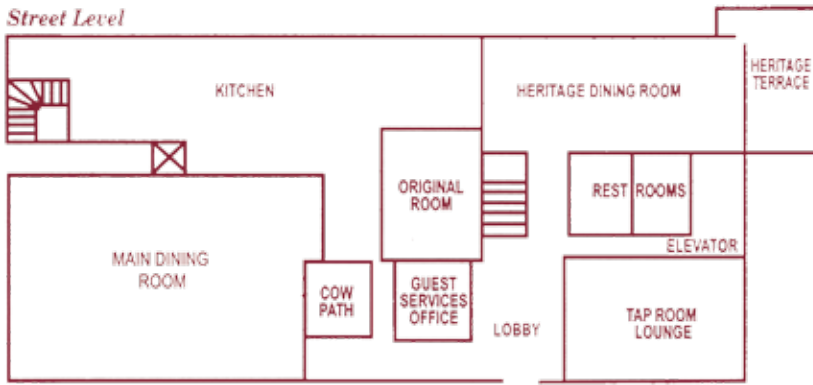 Street Level
KITCHEN
HERITAGE DINING ROOM
HERITAGE
TERRACE
ORIGINAL
ROOM
REST ROOMS
ELEVATOR
MAIN DINING
ROOM
COW
PATH
GUEST
SERVICES
OFFICE
LOBBY
TAP ROOM
LOUNGE